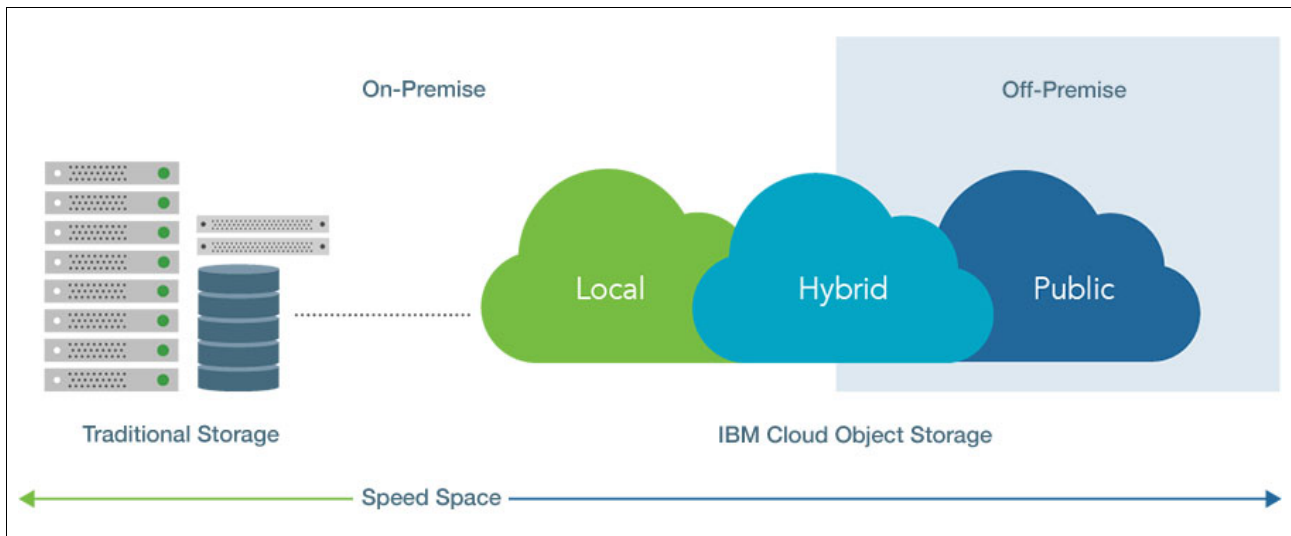 On-Premise
Off-Premise
Local
Hybrid
Public
Traditional Storage
IBM Cloud Object Storage
Speed Space